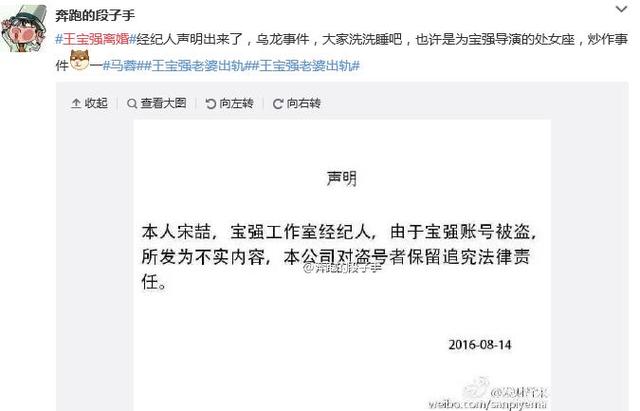 奔跑的段子手
#王宝强离婚#经纪人声明出来了，乌龙事件，大家洗洗睡吧，也许是为宝强导演的处女座，炒作事
件 一#马蓉##王宝强老婆出轨##王宝强老婆出轨#
收起 查看大图 向左转 向右转
声明
本人宋喆，宝强工作室经纪人，由于宝强账号被盗，
所发为不实内容，本公司对盗号者保留追究法律责
@奔跑的段子手
任。
2016-08-14
weibo.com/sanpiyema